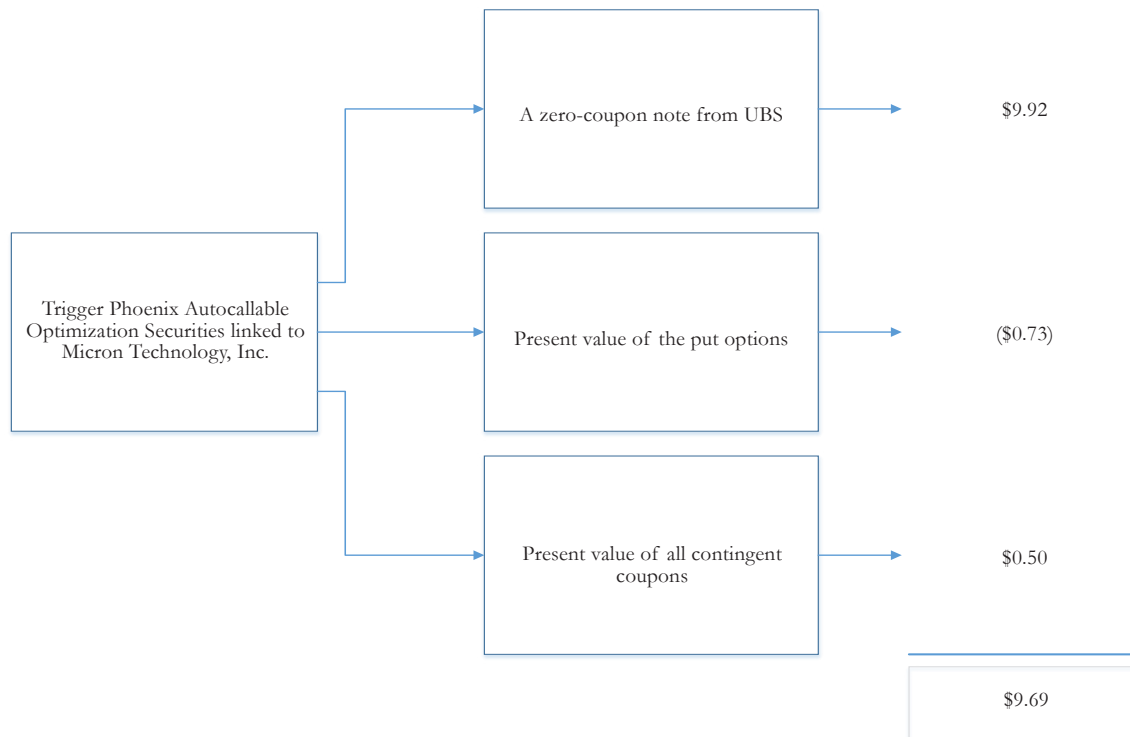 A zero-coupon note from UBS
$9.92
Trigger Phoenix Autocallable
Optimization Securities linked to
Micron Technology, Inc.
Present value of the put options
($0.73)
Present value of all contingent
coupons
$0.50
$9.69